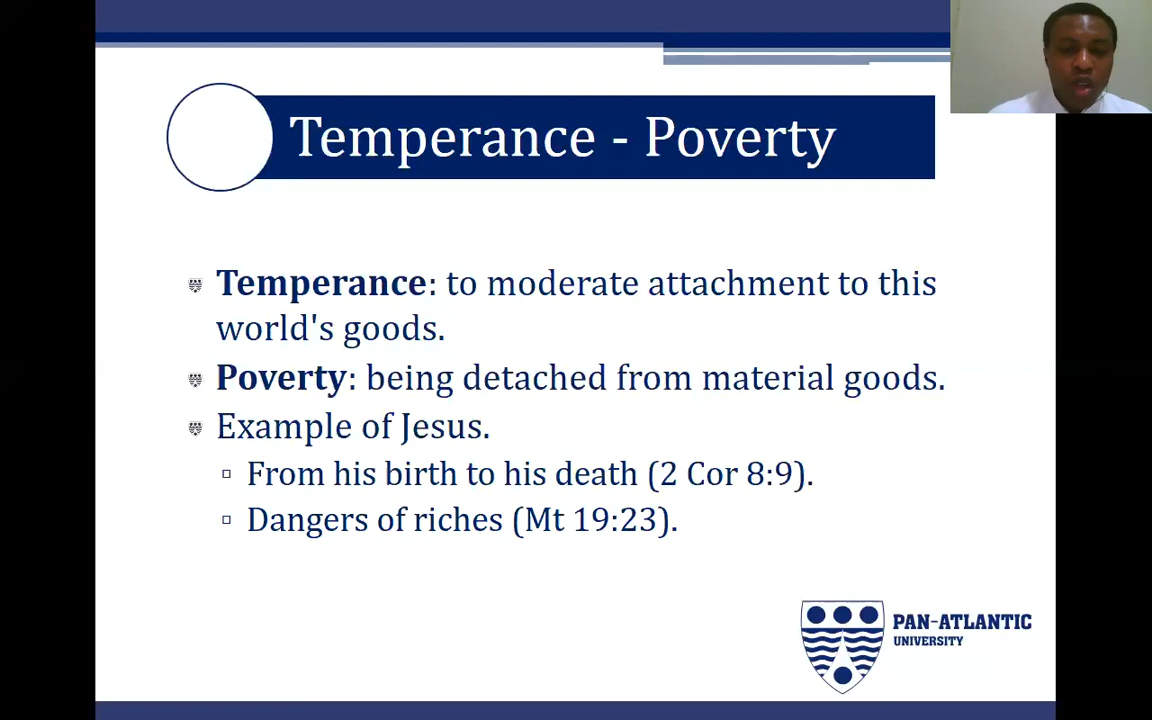 Temperance - Poverty
Temperance: to moderate attachment to this
world's goods.
Poverty: being detached from material goods.
Example of Jesus.
From his birth to his death (2 Cor 8:9).
Dangers of riches (Mt 19:23).
PAN-ATLANTIC
UNIVERSITY